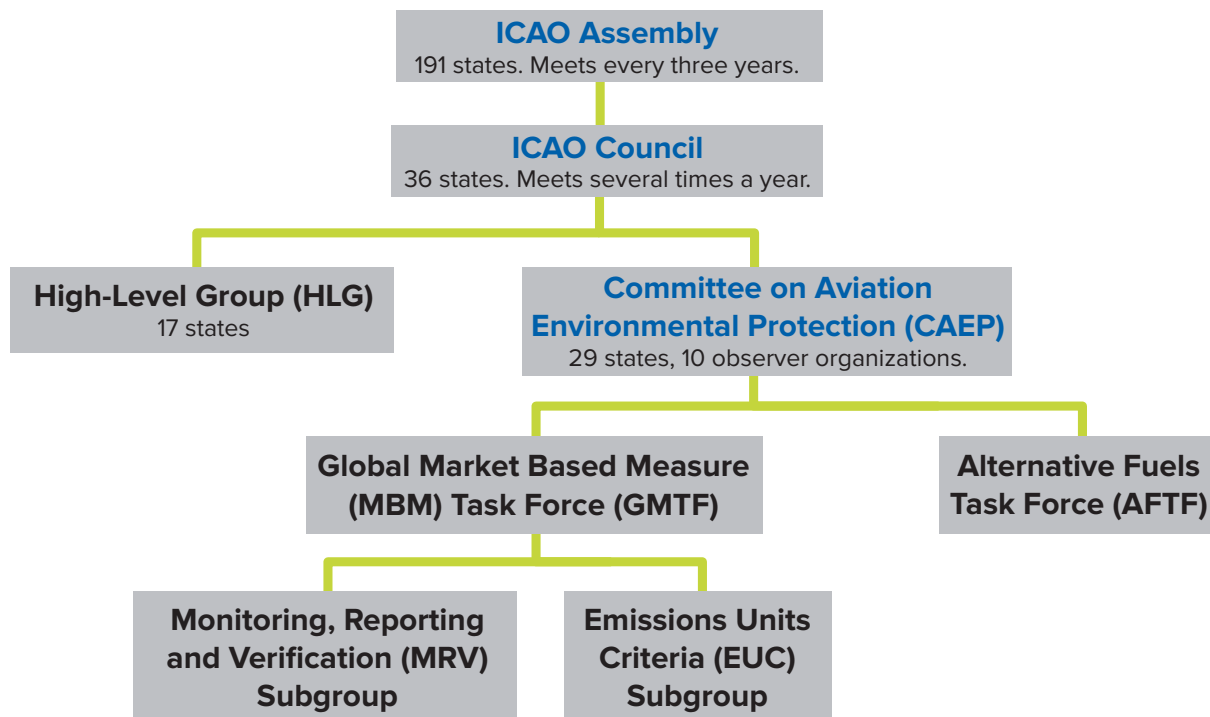 ICAO Assembly
191 states. Meets every three years.
ICAO Council
36 states. Meets several times a year.
High-Level Group (HLG)
17 states
Committee on Aviation
Environmental Protection (CAEP)
29 states, 10 observer organizations.
Global Market Based Measure
(MBM) Task Force (GMTF)
Alternative Fuels
Task Force (AFTF)
Monitoring, Reporting
and Verification (MRV)
Subgroup
Emissions Units
Criteria (EUC)
Subgroup